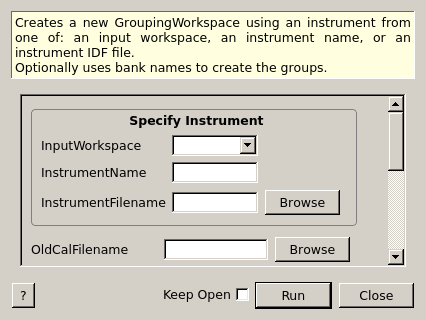 Creates a new GroupingWorkspace using an instrument from
one of: an input workspace, an instrument name, or an
instrument IDF file.
Optionally uses bank names to create the groups.
Specify Instrument
InputWorkspace
InstrumentName
InstrumentFilename Browse
OldCalFilename Browse
? Keep Open Run Close